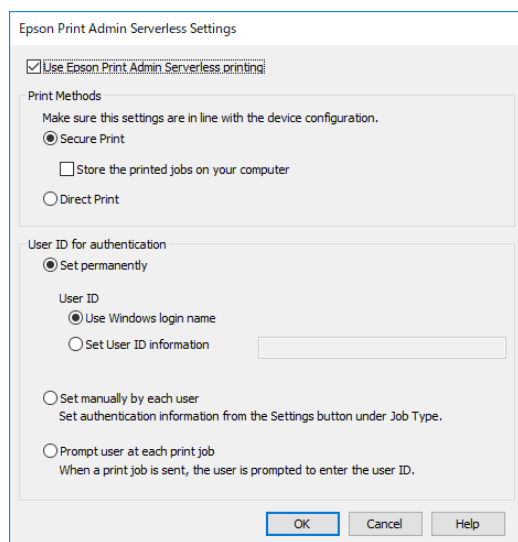 Epson Print Admin Serverless Settings
Use Epson Print Admin Serverless printing
Print Methods
Make sure this settings are in line with the device configuration.
Secure Print
Store the printed jobs on your computer
Direct Print
User ID for authentication
Set permanently
User ID
Use Windows login name
Set User ID information
Set manually by each user
Set authentication information from the Settings button under Job Type.
Prompt user at each print job
When a print job is sent, the user is prompted to enter the user ID.
OK Cancel Help